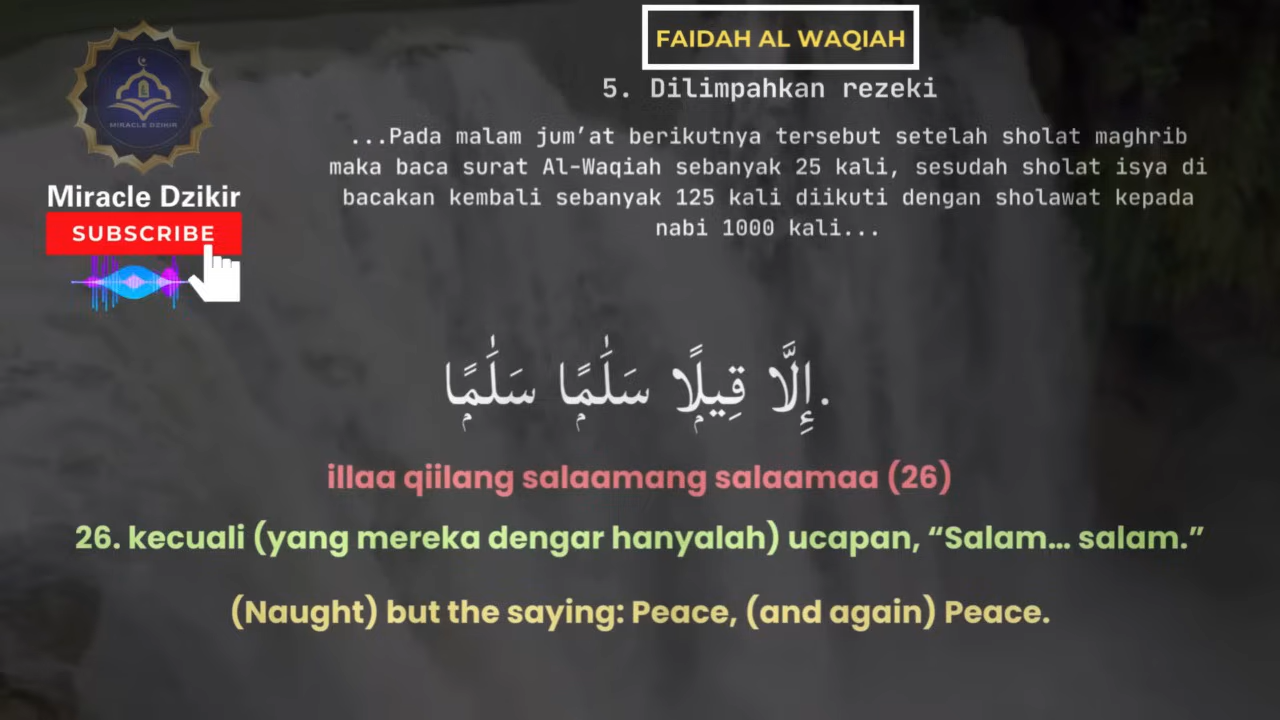 FAIDAH AL WAQIAH
5. Dilimpahkan rezeki
...Pada malam jum’at berikutnya tersebut setelah sholat maghrib
maka baca surat Al-Waqiah sebanyak 25 kali, sesudah sholat isya di
bacakan kembali sebanyak 125 kali diikuti dengan sholawat kepada
nabi 1000 kali...
MIRACLE DZIKIR
Miracle Dzikir
SUBSCRIBE
إِلَّا قِيلًۭا سَلَٰمًۭا سَلَٰمًۭا.
illaa qiilang salaamang salaamaa (26)
26. kecuali (yang mereka dengar hanyalah) ucapan, “Salam... salam.”
(Naught) but the saying: Peace, (and again) Peace.